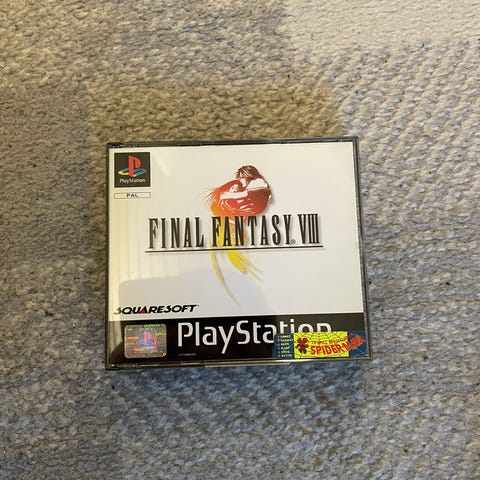 PlayStation
PAL
FINAL FANTASY VIII
SQUARESOFT
PlayStation
SPIDER-MAN